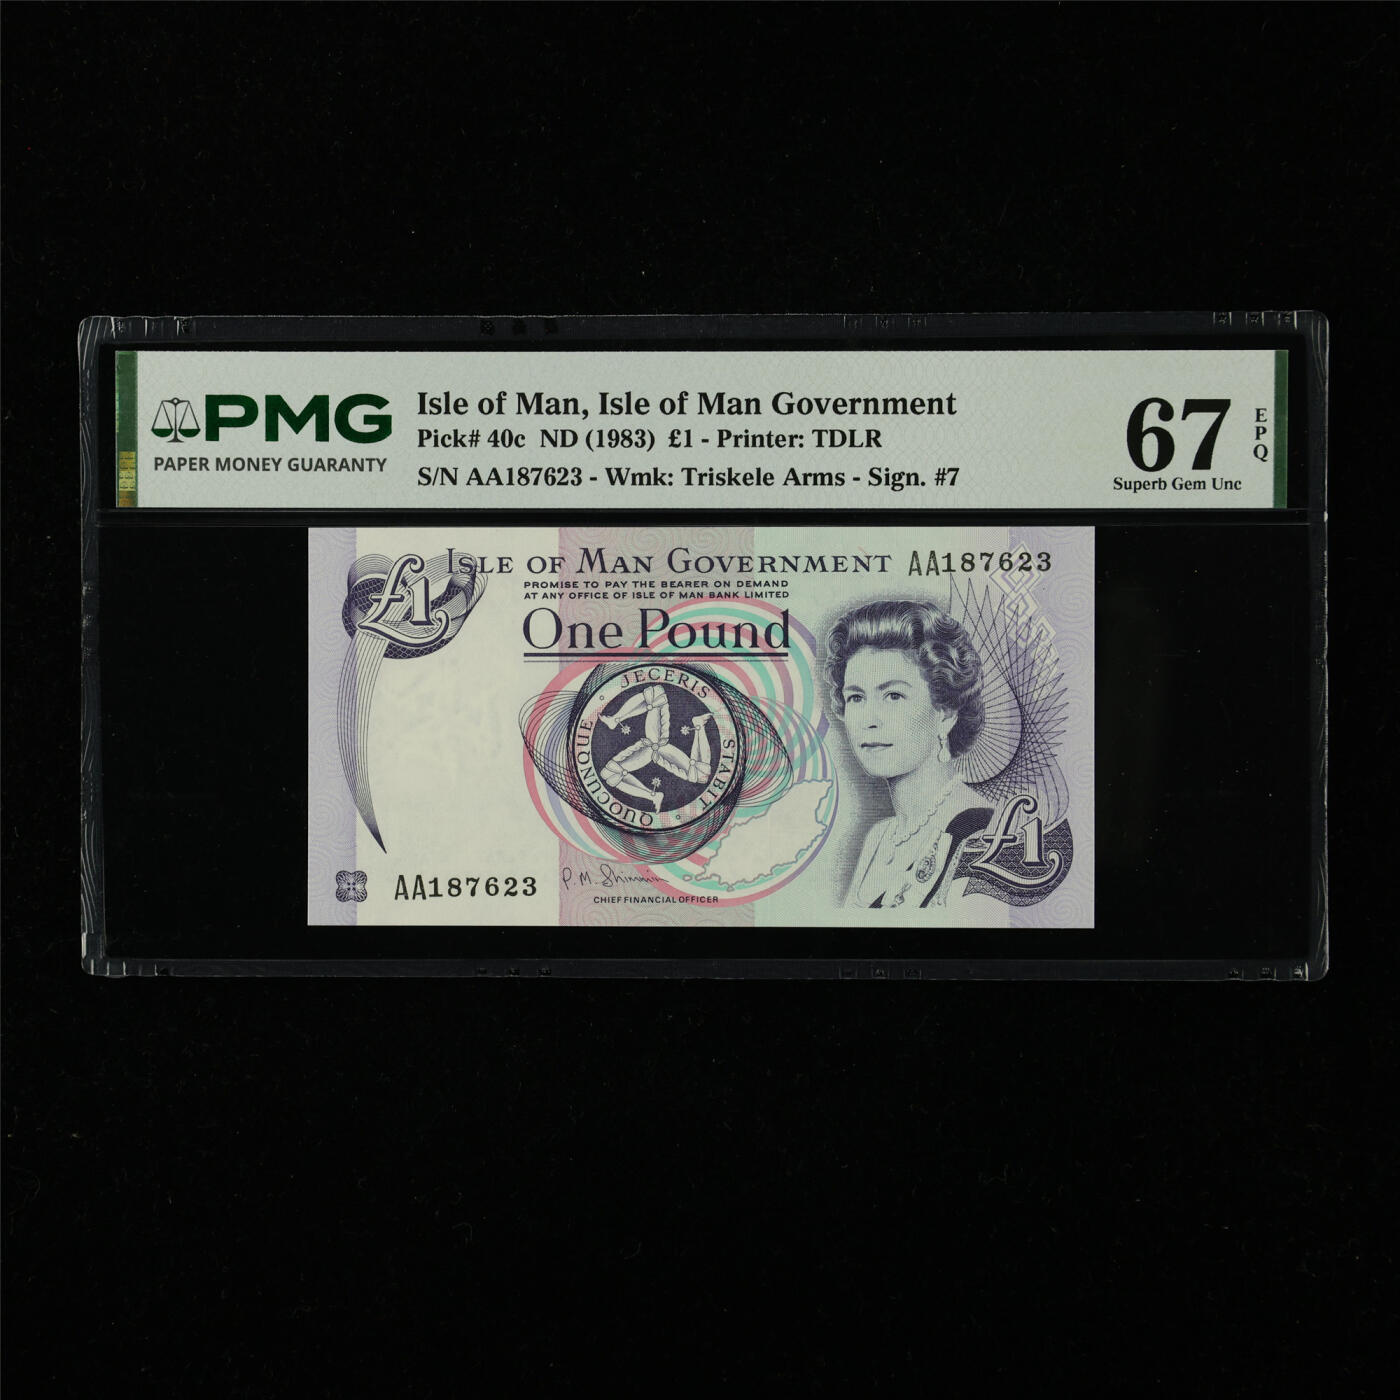 PMG
PAPER MONEY GUARANTY
Isle of Man, Isle of Man Government
Pick# 40c ND (1983) £1 - Printer: TDLR
S/N AA187623 - Wmk: Triskele Arms - Sign. #7
67
EPQ
Superb Gem Unc
£1
ISLE OF MAN GOVERNMENT
AA187623
PROMISE TO PAY THE BEARER ON DEMAND
AT ANY OFFICE OF ISLE OF MAN BANK LIMITED
One Pound
QUOCUNQUE · JECERIS · STABIT ·
£1
AA187623
P. M. Shimmin
CHIEF FINANCIAL OFFICER